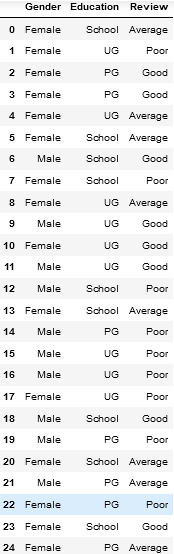 Gender Education Review
0 Female School Average
1 Female UG Poor
2 Female PG Good
3 Female PG Good
4 Female UG Average
5 Female School Average
6 Male School Good
7 Female School Poor
8 Female UG Average
9 Male UG Good
10 Female UG Good
11 Male UG Good
12 Male School Poor
13 Female School Average
14 Male PG Poor
15 Male UG Poor
16 Male UG Poor
17 Female UG Poor
18 Male School Good
19 Male PG Poor
20 Female School Average
21 Male PG Average
22 Female PG Poor
23 Female School Good
24 Female PG Average